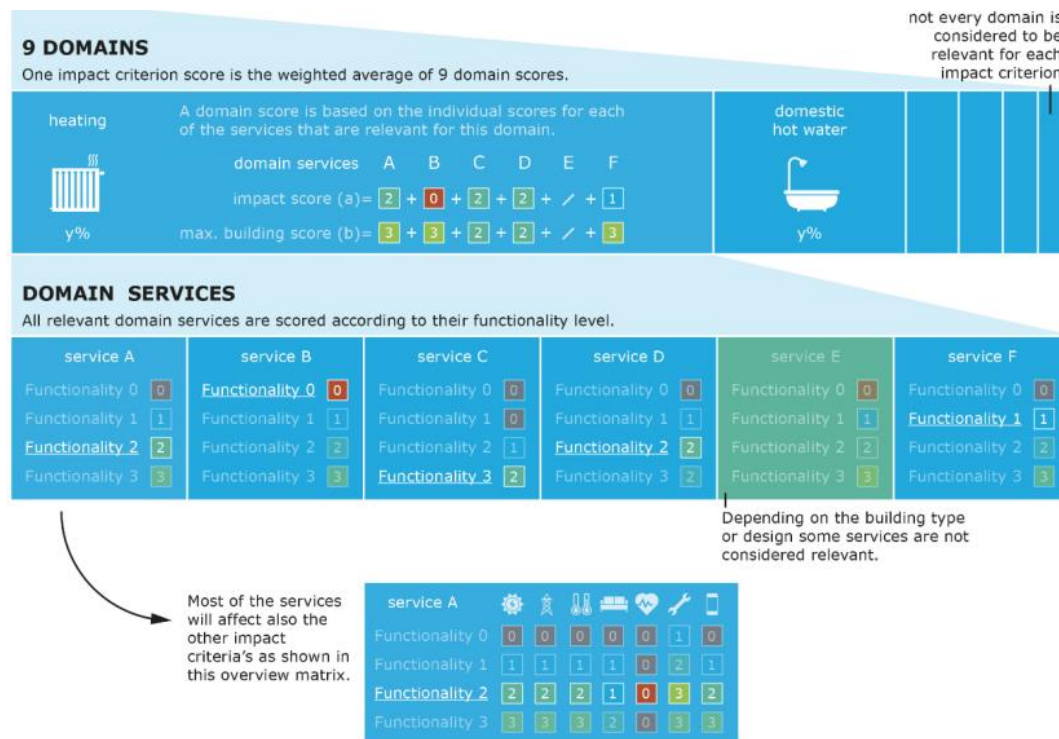 not every domain is
considered to be
relevant for each
impact criterion
9 DOMAINS
One impact criterion score is the weighted average of 9 domain scores.
heating
A domain score is based on the individual scores for each
of the services that are relevant for this domain.
domain services A B C D E F
impact score (a)= 2 + 0 + 2 + 2 + / + 1
max. building score (b)= 3 + 3 + 2 + 2 + / + 3
y%
domestic
hot water
y%
DOMAIN SERVICES
All relevant domain services are scored according to their functionality level.
service A
Functionality 0 0
Functionality 1 1
Functionality 2 2
Functionality 3 3
service B
Functionality 0 0
Functionality 1 1
Functionality 2 2
Functionality 3 3
service C
Functionality 0 0
Functionality 1 0
Functionality 2 1
Functionality 3 2
service D
Functionality 0 0
Functionality 1 1
Functionality 2 2
Functionality 3 2
service E
Functionality 0 0
Functionality 1 1
Functionality 2 2
Functionality 3 3
service F
Functionality 0 0
Functionality 1 1
Functionality 2 2
Functionality 3 3
Depending on the building type
or design some services are not
considered relevant.
Most of the services
will affect also the
other impact
criteria's as shown in
this overview matrix.
service A
Functionality 0 0 0 0 0 0 1 0
Functionality 1 1 1 1 1 0 2 1
Functionality 2 2 2 2 1 0 3 2
Functionality 3 3 3 3 2 0 3 3